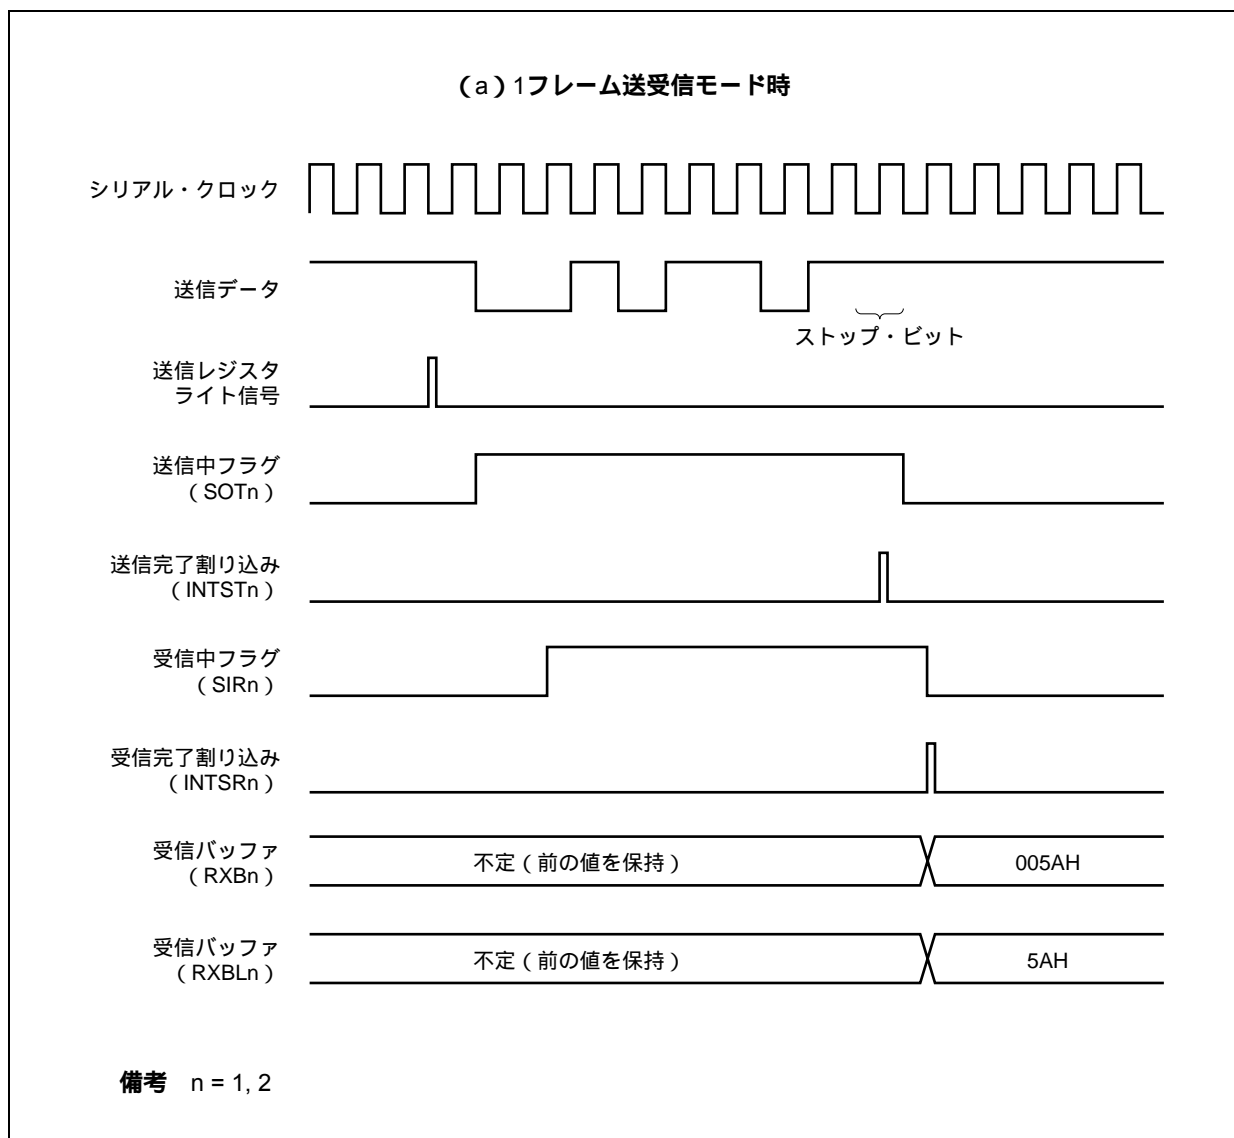 （a）1フレーム送受信モード時
シリアル・クロック
送信データ
ストップ・ビット
送信レジスタ
ライト信号
送信中フラグ
（SOTn）
送信完了割り込み
（INTSTn）
受信中フラグ
（SIRn）
受信完了割り込み
（INTSRn）
受信バッファ
（RXBn）
不定（前の値を保持）
005AH
受信バッファ
（RXBLn）
不定（前の値を保持）
5AH
備考 n = 1, 2